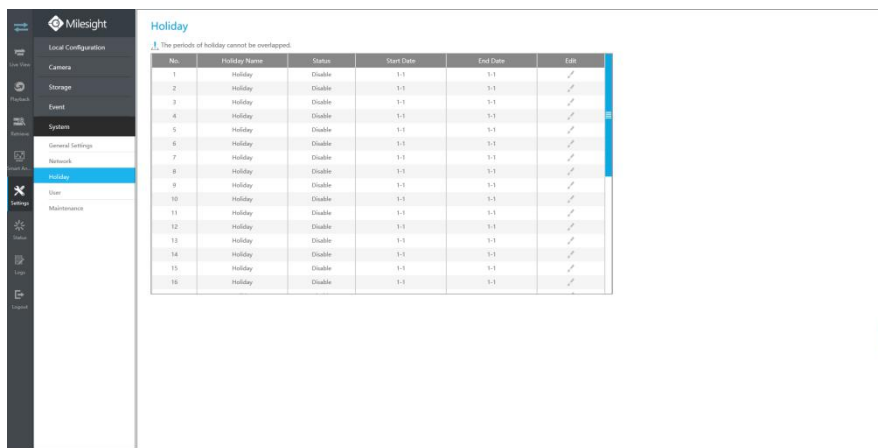 Milesight
Live View
Playback
Retrieve
Smart An...
Settings
Status
Logs
Logout
Local Configuration
Camera
Storage
Event
System
General Settings
Network
Holiday
User
Maintenance
Holiday
The periods of holiday cannot be overlapped.
No. Holiday Name Status Start Date End Date Edit
1 Holiday Disable 1-1 1-1
2 Holiday Disable 1-1 1-1
3 Holiday Disable 1-1 1-1
4 Holiday Disable 1-1 1-1
5 Holiday Disable 1-1 1-1
6 Holiday Disable 1-1 1-1
7 Holiday Disable 1-1 1-1
8 Holiday Disable 1-1 1-1
9 Holiday Disable 1-1 1-1
10 Holiday Disable 1-1 1-1
11 Holiday Disable 1-1 1-1
12 Holiday Disable 1-1 1-1
13 Holiday Disable 1-1 1-1
14 Holiday Disable 1-1 1-1
15 Holiday Disable 1-1 1-1
16 Holiday Disable 1-1 1-1